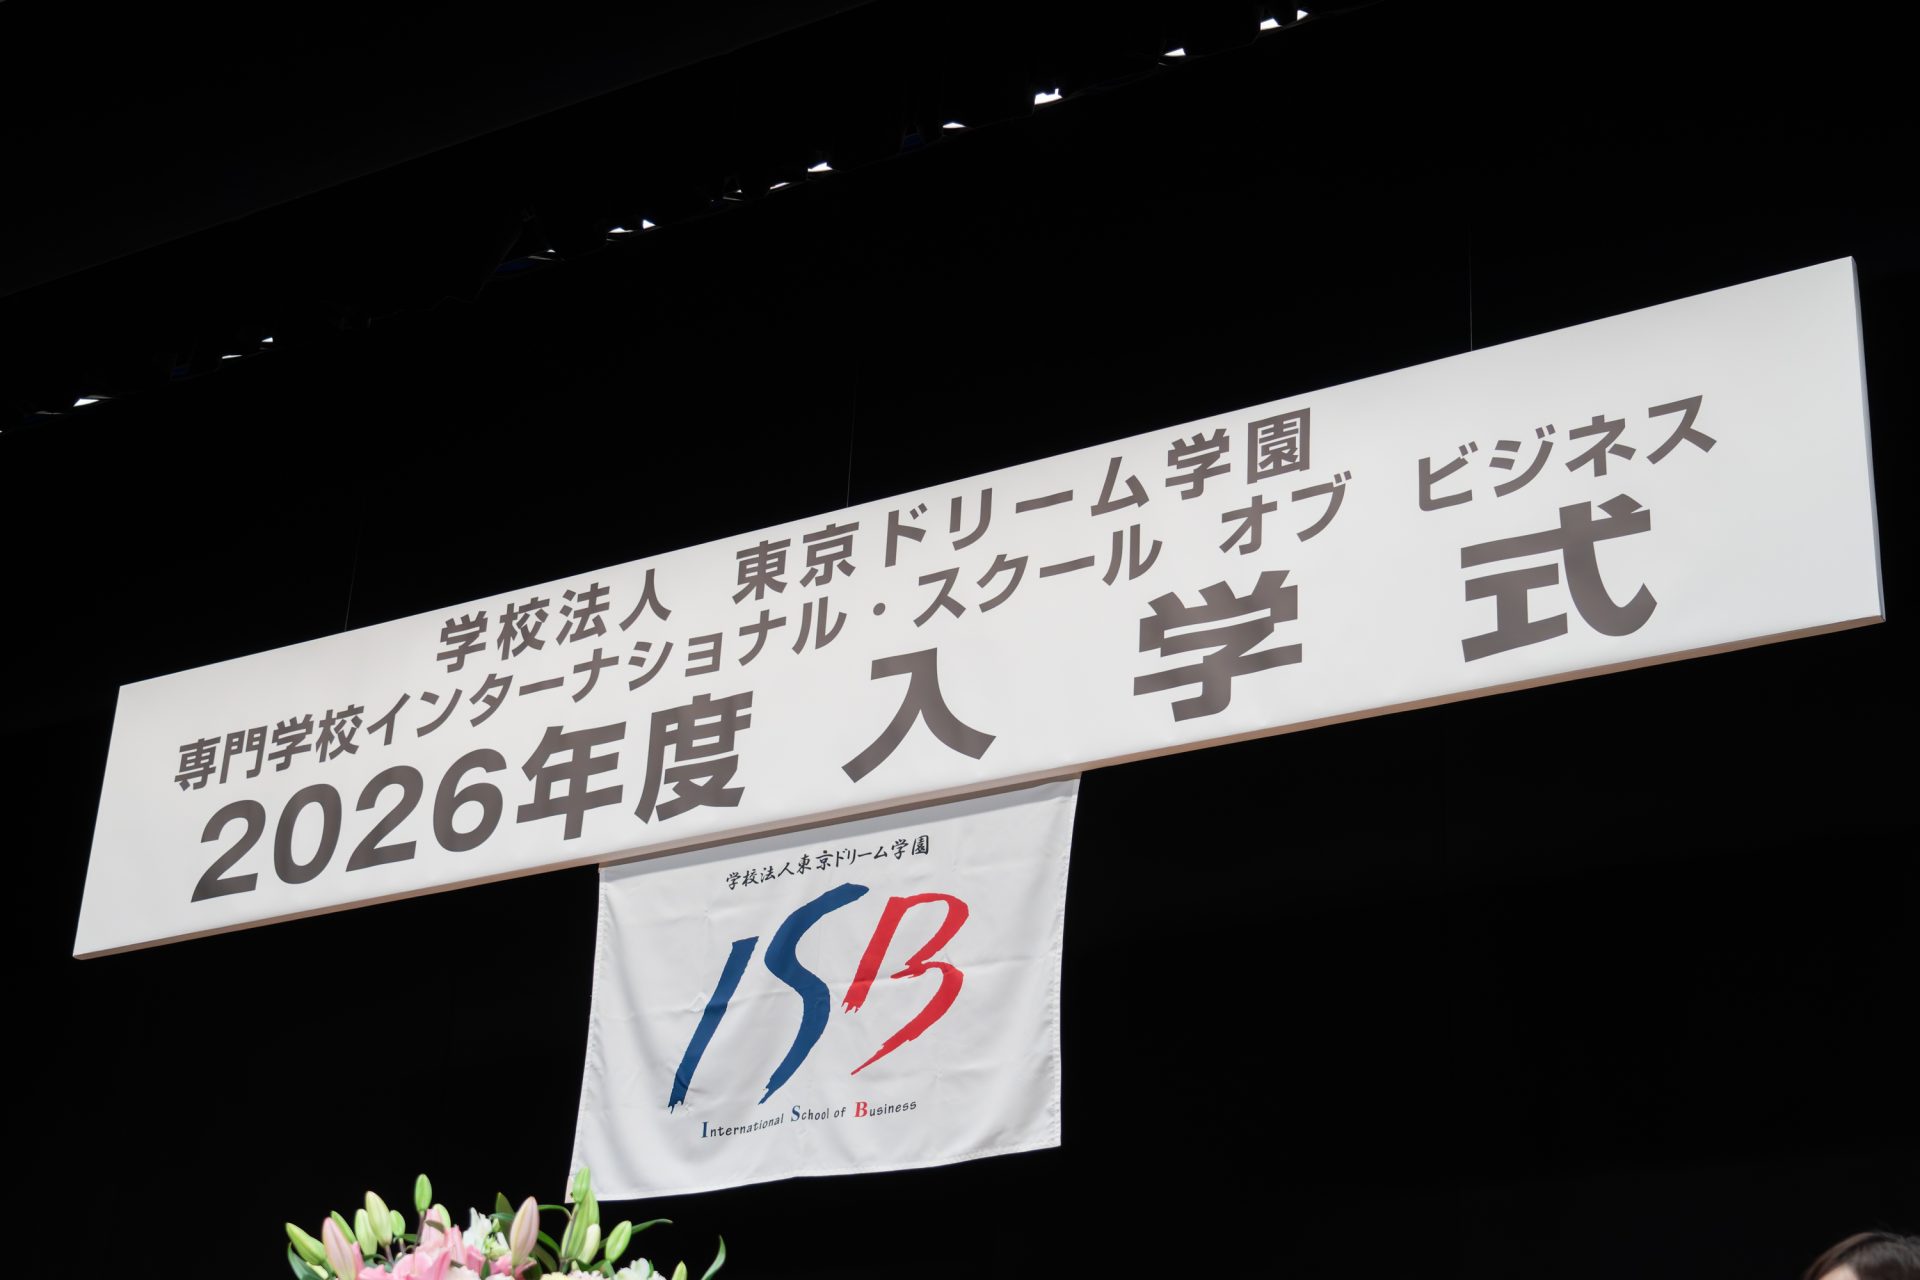 学校法人　東京ドリーム学園
専門学校インターナショナル・スクール　オブ　ビジネス
2026年度　入　学　式
学校法人東京ドリーム学園
ISB
International School of Business